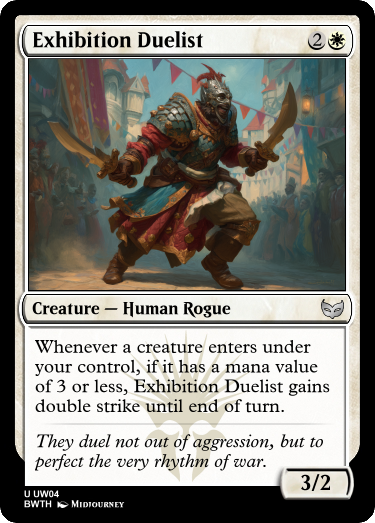 Exhibition Duelist 2
Creature — Human Rogue
Whenever a creature enters under
your control, if it has a mana value
of 3 or less, Exhibition Duelist gains
double strike until end of turn.
They duel not out of aggression, but to
perfect the very rhythm of war.
3/2
U UW04
BWTH Midjourney